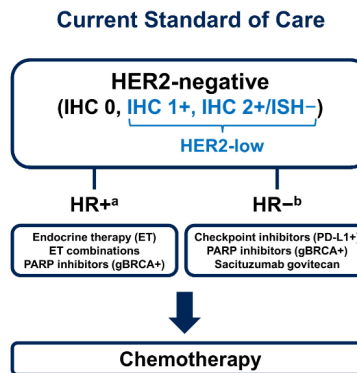 Current Standard of Care
HER2-negative
(IHC 0, IHC 1+, IHC 2+/ISH−)
HER2-low
HR+ᵃ
HR−ᵇ
Endocrine therapy (ET)
ET combinations
PARP inhibitors (gBRCA+)
Checkpoint inhibitors (PD-L1+)
PARP inhibitors (gBRCA+)
Sacituzumab govitecan
Chemotherapy